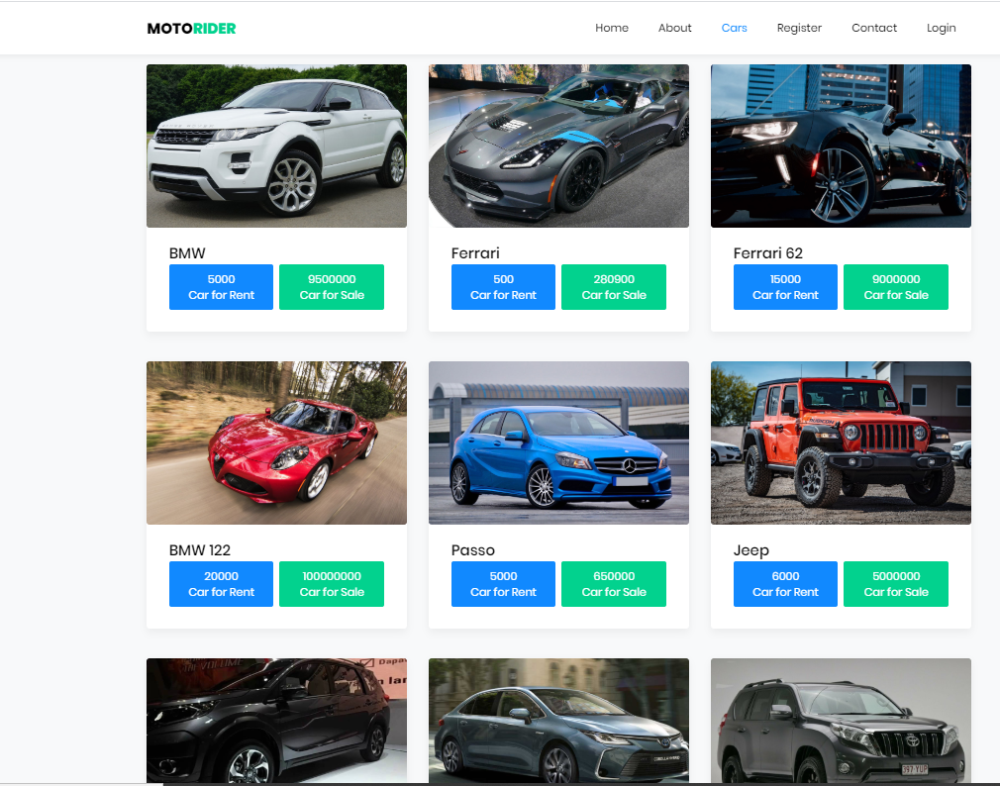 MOTORIDER
Home About Cars Register Contact Login
BMW
5000
Car for Rent
9500000
Car for Sale
Ferrari
500
Car for Rent
280900
Car for Sale
Ferrari 62
15000
Car for Rent
9000000
Car for Sale
BMW 122
20000
Car for Rent
100000000
Car for Sale
Passo
5000
Car for Rent
650000
Car for Sale
Jeep
6000
Car for Rent
5000000
Car for Sale